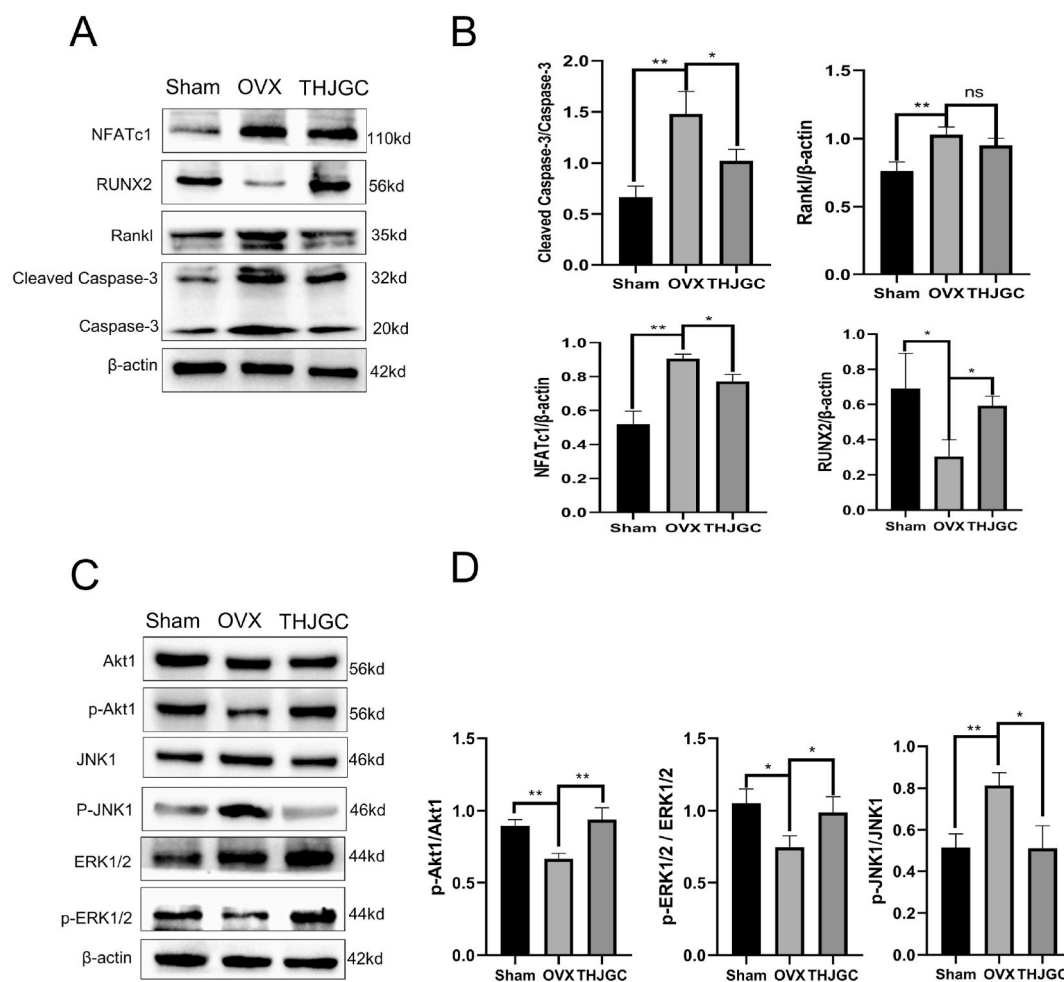 A
Sham OVX THJGC
NFATc1 110kd
RUNX2 56kd
Rankl 35kd
Cleaved Caspase-3 32kd
Caspase-3 20kd
β-actin 42kd
B
Cleaved Caspase-3/Caspase-3
2.0
1.5
1.0
0.5
0.0
** *
Sham OVX THJGC
Rankl/β-actin
1.5
1.0
0.5
0.0
** ns
Sham OVX THJGC
NFATc1/β-actin
1.0
0.8
0.6
0.4
0.2
0.0
** *
Sham OVX THJGC
RUNX2/β-actin
1.0
0.8
0.6
0.4
0.2
0.0
* *
Sham OVX THJGC
C
Sham OVX THJGC
Akt1 56kd
p-Akt1 56kd
JNK1 46kd
P-JNK1 46kd
ERK1/2 44kd
p-ERK1/2 44kd
β-actin 42kd
D
p-Akt1/Akt1
1.5
1.0
0.5
0.0
** **
Sham OVX THJGC
p-ERK1/2 / ERK1/2
1.5
1.0
0.5
0.0
* *
Sham OVX THJGC
p-JNK1/JNK1
1.0
0.8
0.6
0.4
0.2
0.0
** *
Sham OVX THJGC